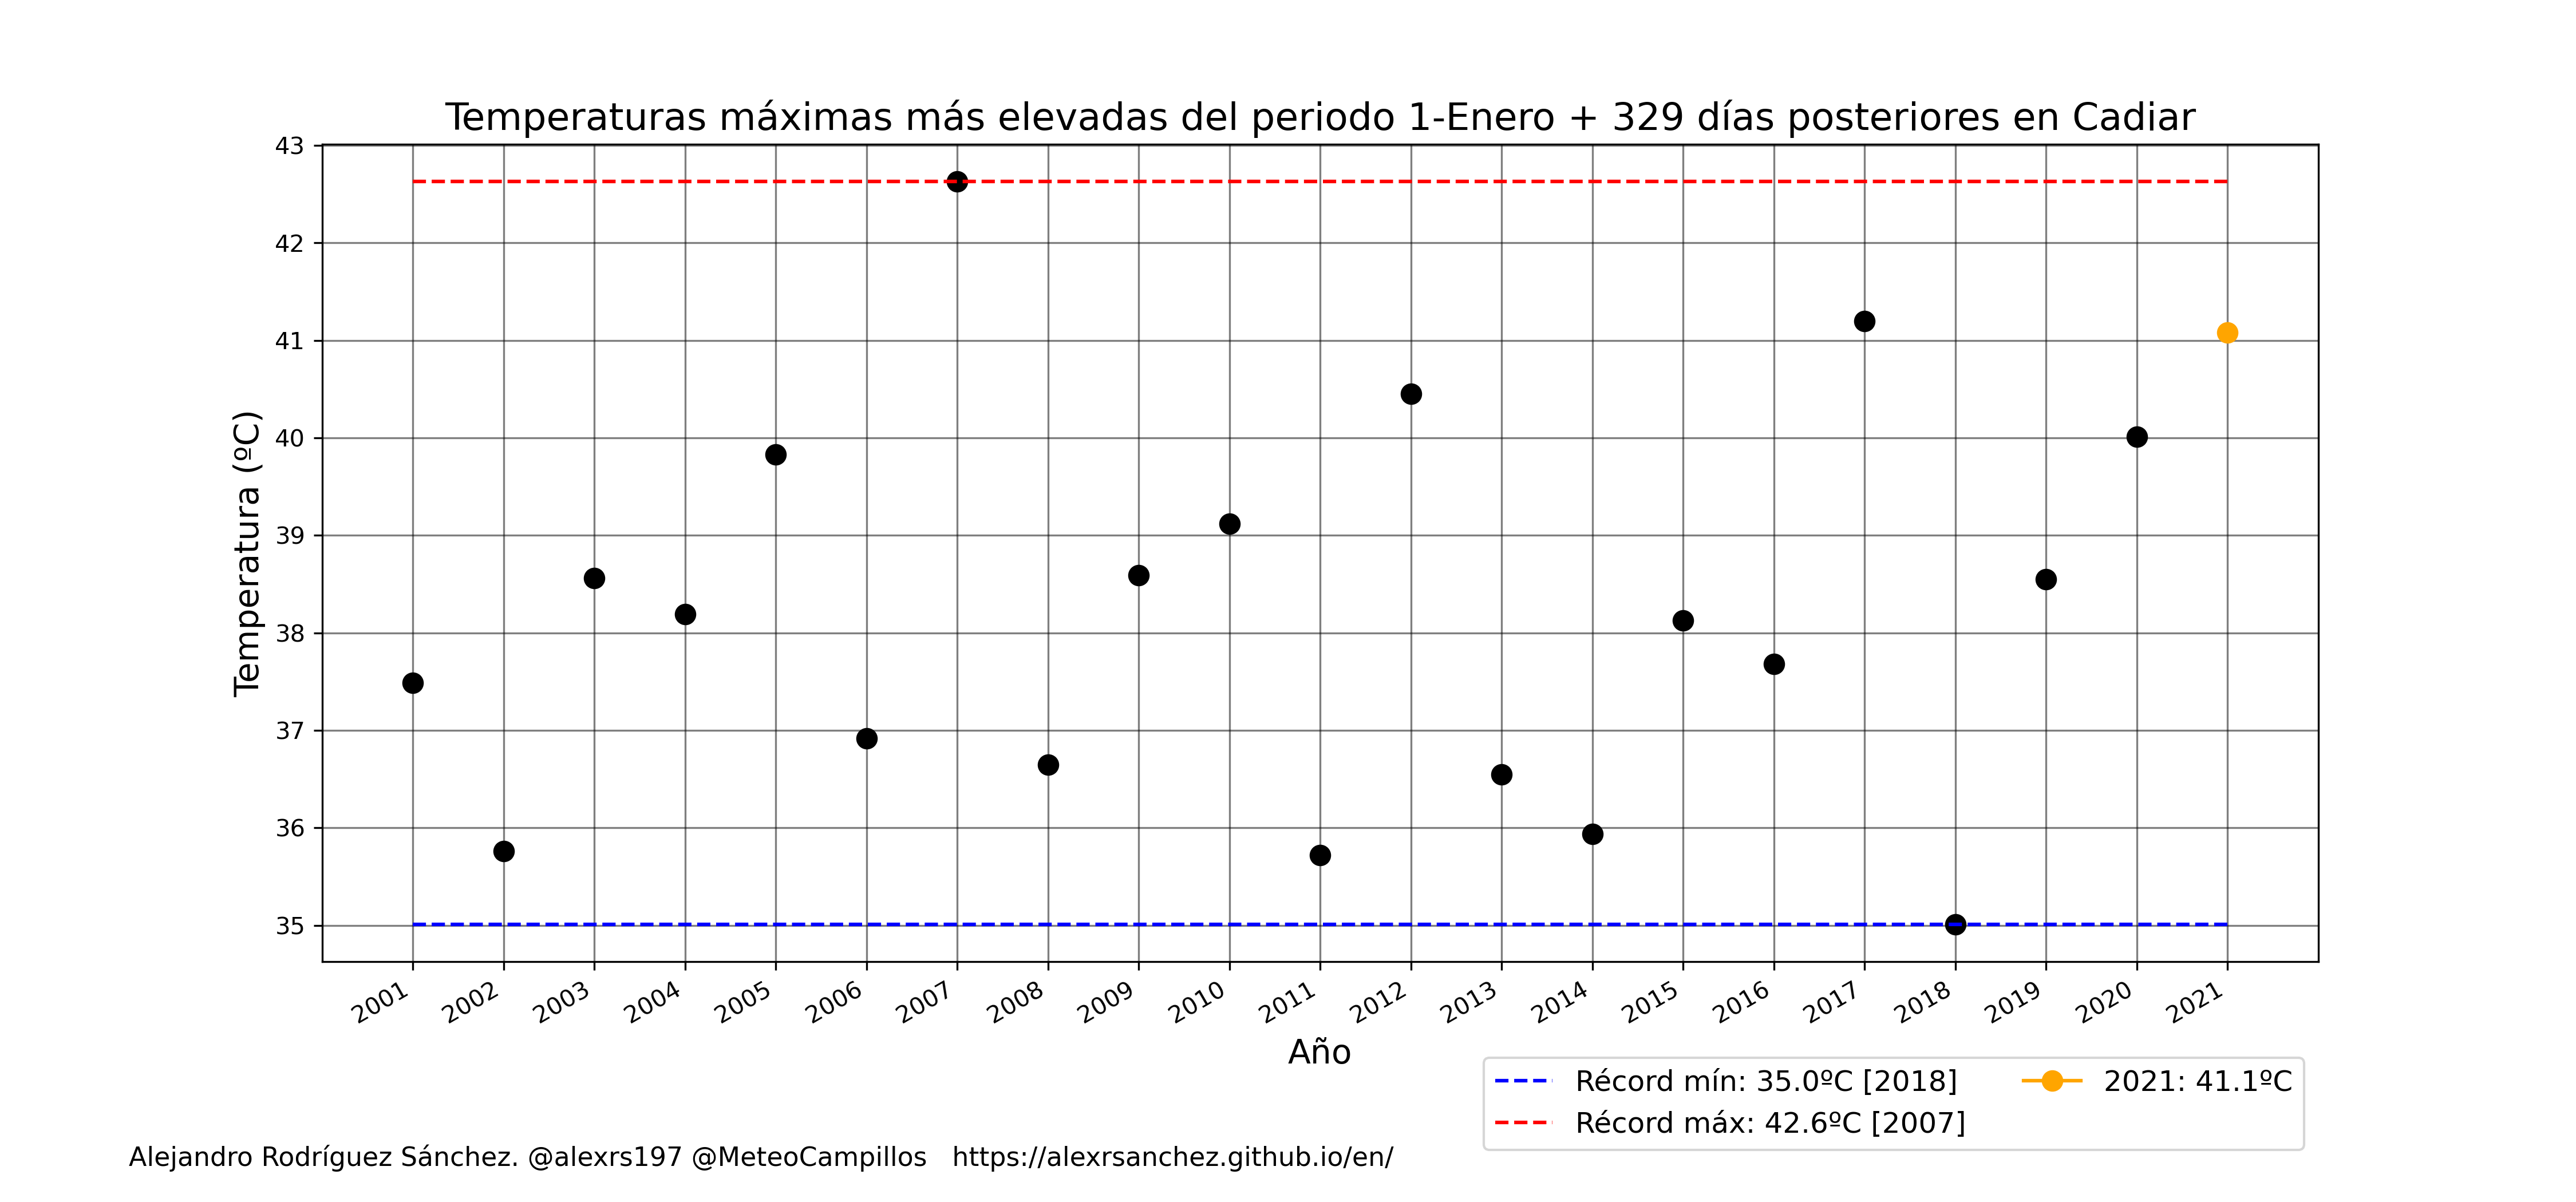 Temperaturas máximas más elevadas del periodo 1-Enero + 329 días posteriores en Cadiar
Temperatura (ºC)
43
42
41
40
39
38
37
36
35
2001 2002 2003 2004 2005 2006 2007 2008 2009 2010 2011 2012 2013 2014 2015 2016 2017 2018 2019 2020 2021
Año
Récord mín: 35.0ºC [2018]
Récord máx: 42.6ºC [2007]
2021: 41.1ºC
Alejandro Rodríguez Sánchez. @alexrs197 @MeteoCampillos https://alexrsanchez.github.io/en/